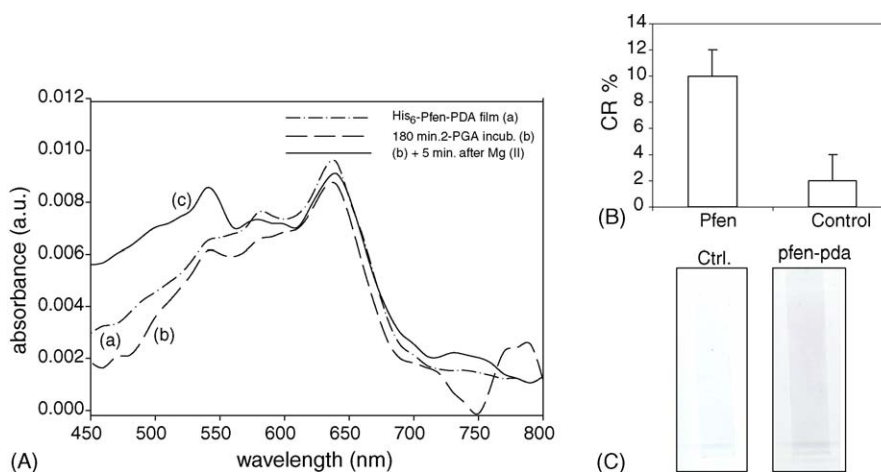 0.012
0.010
0.008
0.006
0.004
0.002
0.000
absorbance (a.u.)
His6-Pfen-PDA film (a)
180 min.2-PGA incub. (b)
(b) + 5 min. after Mg (II)
(c)
(a)
(b)
450 500 550 600 650 700 750 800
wavelength (nm)
(A)
14
12
10
8
6
4
2
0
CR %
Pfen Control
(B)
Ctrl. pfen-pda
(C)